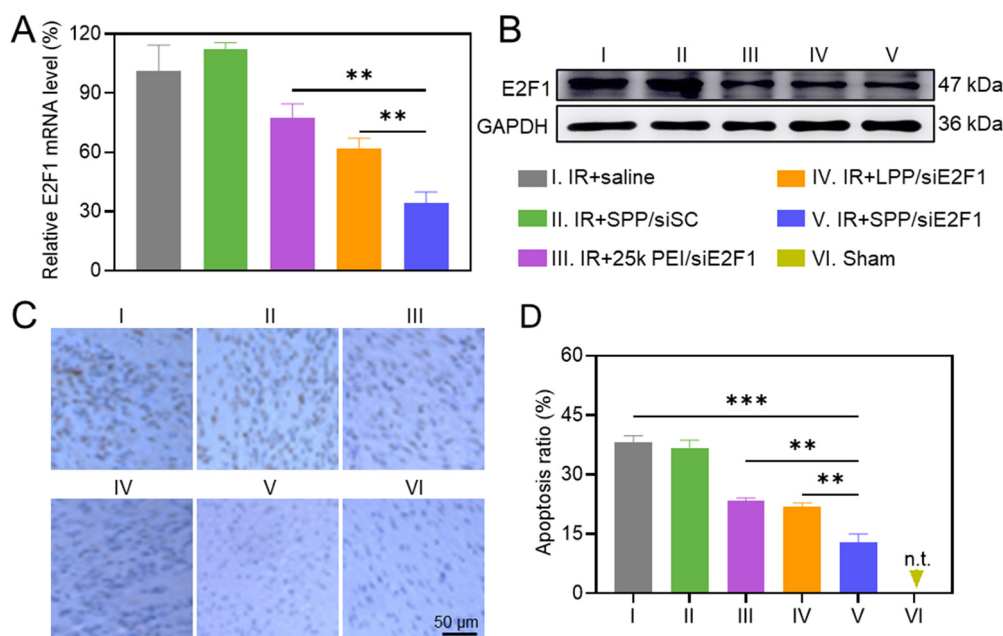 A
Relative E2F1 mRNA level (%)
120
90
60
30
0
**
**
B
I II III IV V
E2F1 47 kDa
GAPDH 36 kDa
I. IR+saline
II. IR+SPP/siSC
III. IR+25k PEI/siE2F1
IV. IR+LPP/siE2F1
V. IR+SPP/siE2F1
VI. Sham
C
I II III
IV V VI
50 μm
D
Apoptosis ratio (%)
60
45
30
15
0
***
**
**
n.t.
I II III IV V VI